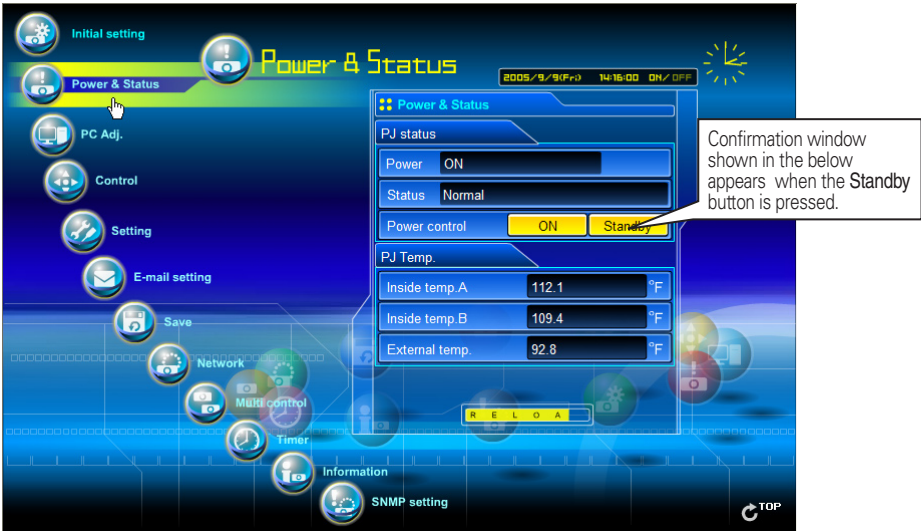 Initial setting
Power & Status
PC Adj.
Control
Setting
E-mail setting
Save
Network
Multi control
Timer
Information
SNMP setting
Power & Status
2005/9/9(Fri) 14:16:00 ON/OFF
Power & Status
PJ status
Power ON
Status Normal
Power control ON Standby
PJ Temp.
Inside temp.A 112.1 °F
Inside temp.B 109.4 °F
External temp. 92.8 °F
R E L O A
TOP
Confirmation window
shown in the below
appears when the Standby
button is pressed.